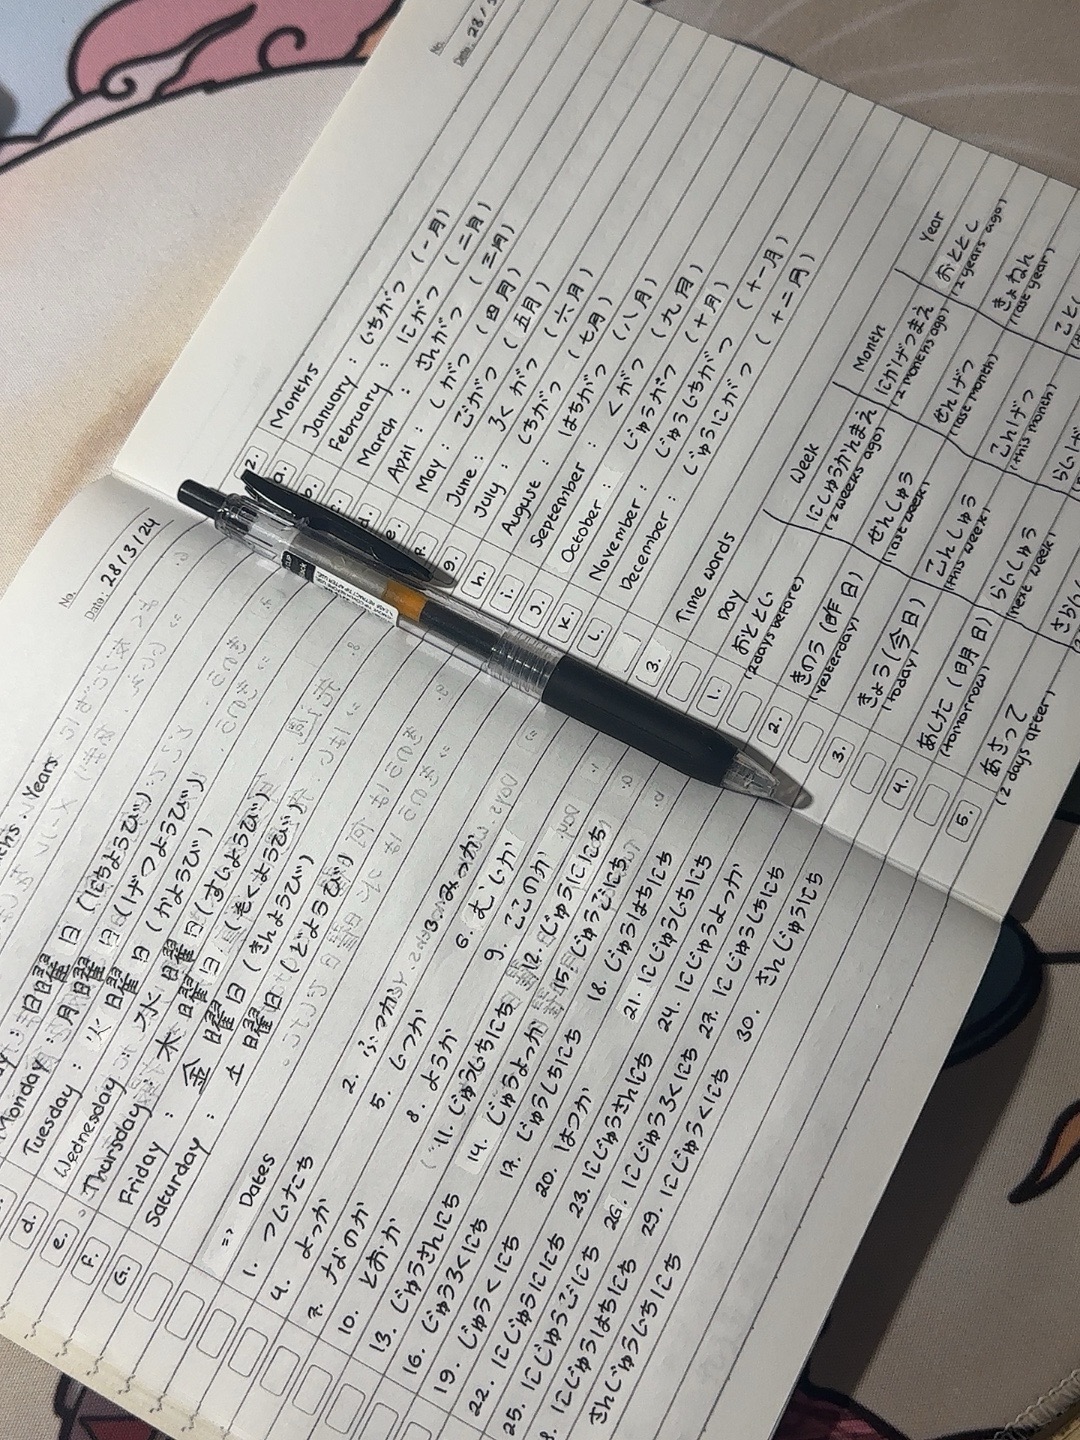 No.
Date: 28/3/24
Years
日曜日 (にちようび)
Monday : 月曜日 (げつようび)
Tuesday : 火曜日 (かようび)
Wednesday : 水曜日 (すいようび)
Thursday : 木曜日 (もくようび)
Friday : 金曜日 (きんようび)
Saturday : 土曜日 (どようび)
d.
e.
f.
G.
=> Dates
1. ついたち 2. ふつか 3. みっか
4. よっか 5. いつか 6. むいか
7. なのか 8. ようか 9. ここのか
10. とおか 11. じゅういちにち 12. じゅうににち
13. じゅうさんにち 14. じゅうよっか 15. じゅうごにち
16. じゅうろくにち 17. じゅうしちにち 18. じゅうはちにち
19. じゅうくにち 20. はつか 21. にじゅういちにち
22. にじゅうににち 23. にじゅうさんにち 24. にじゅうよっか
25. にじゅうごにち 26. にじゅうろくにち 27. にじゅうしちにち
8. にじゅうはちにち 29. にじゅうくにち 30. さんじゅうにち
さんじゅういちにち
No.
Date. 28/3
2. Months
a. January : いちがつ (一月)
b. February : にがつ (二月)
c. March : さんがつ (三月)
d. April : しがつ (四月)
e. May : ごがつ (五月)
f. June : ろくがつ (六月)
g. July : しちがつ (七月)
h. August : はちがつ (八月)
i. September : くがつ (九月)
J. October : じゅうがつ (十月)
k. November : じゅういちがつ (十一月)
l. December : じゅうにがつ (十二月)
3. Time words
Day Week Month Year
1. おととい にしゅうかんまえ にかげつまえ おととし
(2days before) (2 weeks ago) (2 months ago) (2 years ago)
2. きのう (昨日) せんしゅう せんげつ きょねん
(yesterday) (last week) (last month) (last year)
3. きょう (今日) こんしゅう こんげつ ことし
(today) (this week) (this month)
4. あした (明日) らいしゅう らいげ
(tomorrow) (next week)
5. あさって さらい
(2 days after)